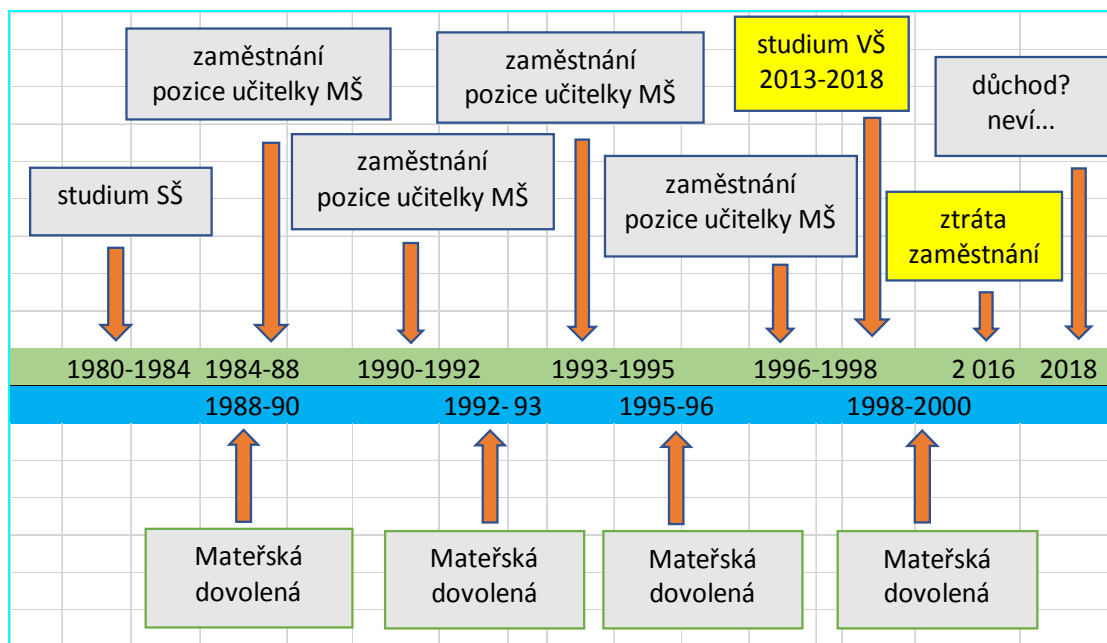 zaměstnání
pozice učitelky MŠ
zaměstnání
pozice učitelky MŠ
studium VŠ
2013-2018
důchod?
neví...
studium SŠ
zaměstnání
pozice učitelky MŠ
zaměstnání
pozice učitelky MŠ
ztráta
zaměstnání
1980-1984 1984-88 1990-1992 1993-1995 1996-1998 2 016 2018
1988-90 1992- 93 1995-96 1998-2000
Mateřská
dovolená
Mateřská
dovolená
Mateřská
dovolená
Mateřská
dovolená